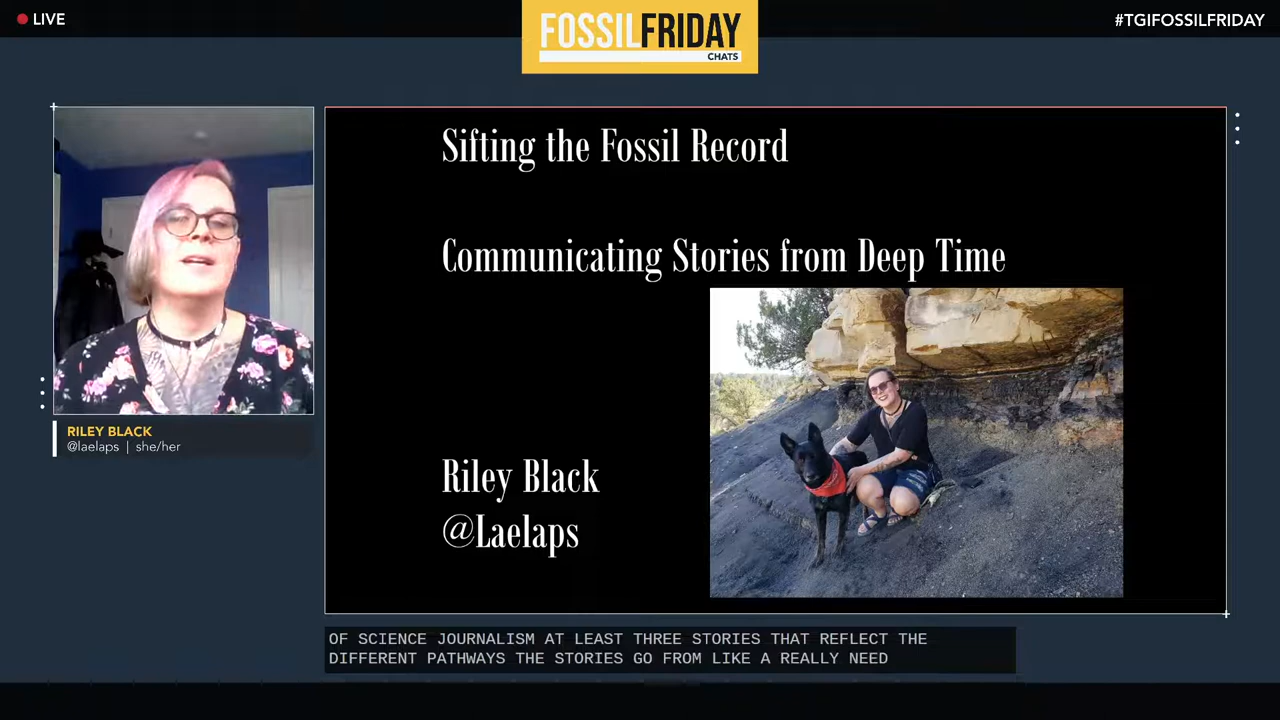 LIVE
FOSSILFRIDAY
CHATS
#TGIFOSSILFRIDAY
Sifting the Fossil Record
Communicating Stories from Deep Time
Riley Black
@Laelaps
RILEY BLACK
@laelaps | she/her
OF SCIENCE JOURNALISM AT LEAST THREE STORIES THAT REFLECT THE
DIFFERENT PATHWAYS THE STORIES GO FROM LIKE A REALLY NEED